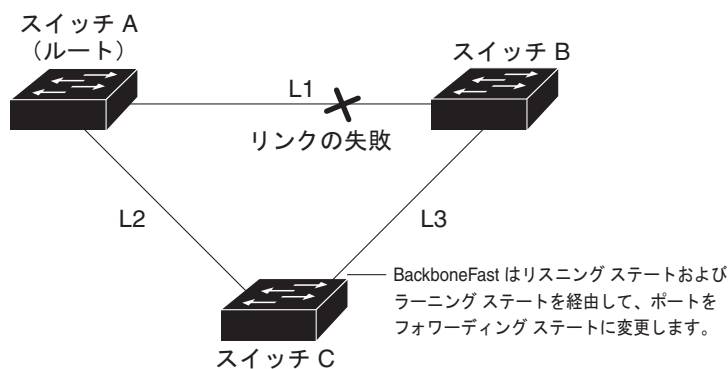 スイッチ A
（ルート）
スイッチ B
L1
リンクの失敗
L2
L3
BackboneFast はリスニング ステートおよび
ラーニング ステートを経由して、ポートを
フォワーディング ステートに変更します。
スイッチ C